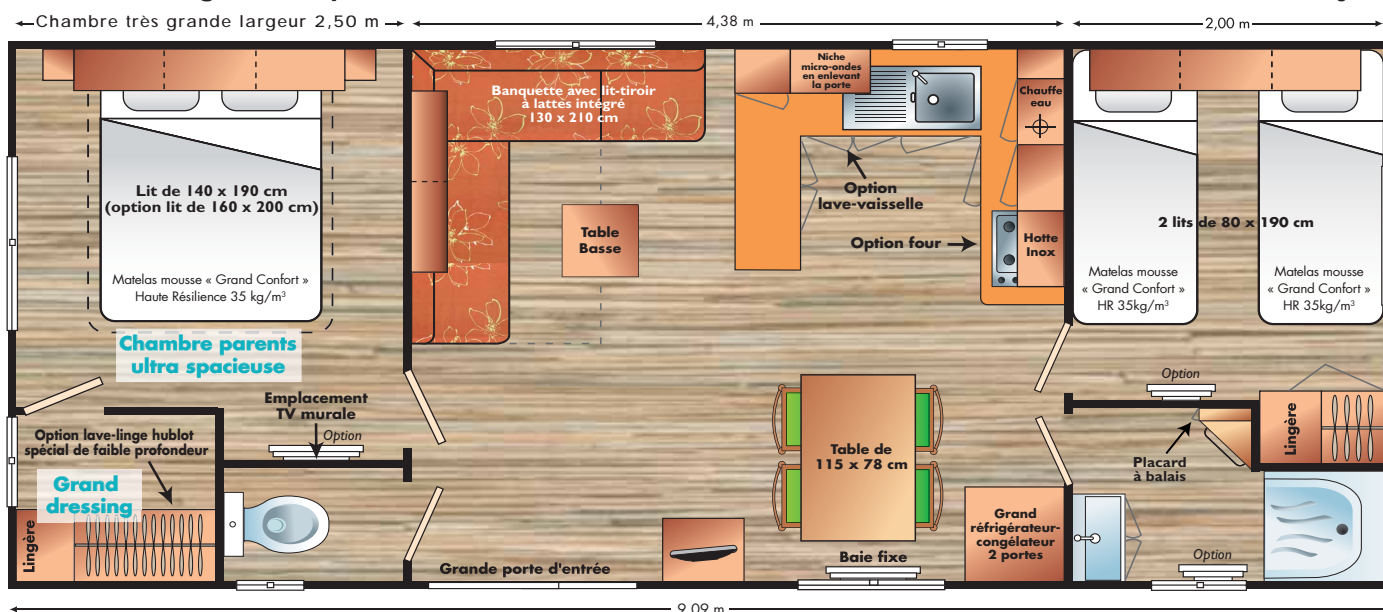 Chambre très grande largeur 2,50 m
4,38 m
2,00 m
Banquette avec lit-tiroir
à lattes intégré
130 x 210 cm
Niche
micro-ondes
en enlevant
la porte
Chauffe
eau
Lit de 140 x 190 cm
(option lit de 160 x 200 cm)
Option
lave-vaisselle
2 lits de 80 x 190 cm
Table
Basse
Option four
Hotte
Inox
Matelas mousse « Grand Confort »
Haute Résilience 35 kg/m³
Matelas mousse
« Grand Confort »
HR 35kg/m³
Matelas mousse
« Grand Confort »
HR 35kg/m³
Chambre parents
ultra spacieuse
Emplacement
TV murale
Option
Option
Option lave-linge hublot
spécial de faible profondeur
Grand
dressing
Lingère
Table de
115 x 78 cm
Placard
à balais
Lingère
Grand
réfrigérateur-
congélateur
2 portes
Option
Grande porte d'entrée
Baie fixe
9,09 m